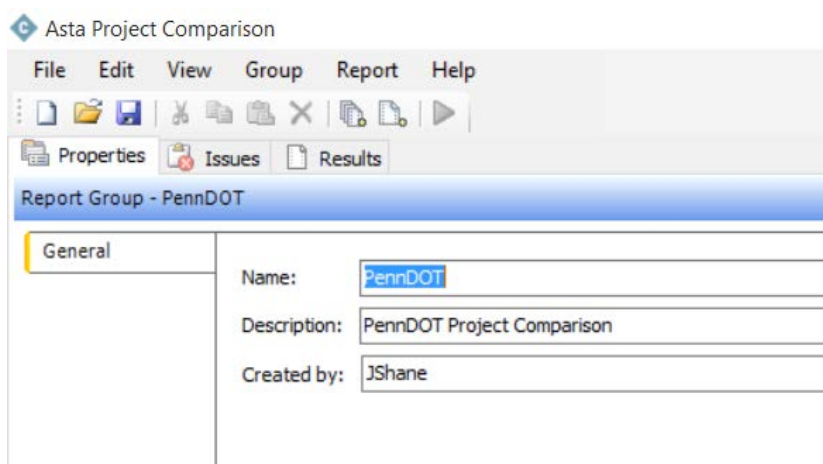 Asta Project Comparison
File Edit View Group Report Help
Properties Issues Results
Report Group - PennDOT
General
Name: PennDOT
Description: PennDOT Project Comparison
Created by: JShane